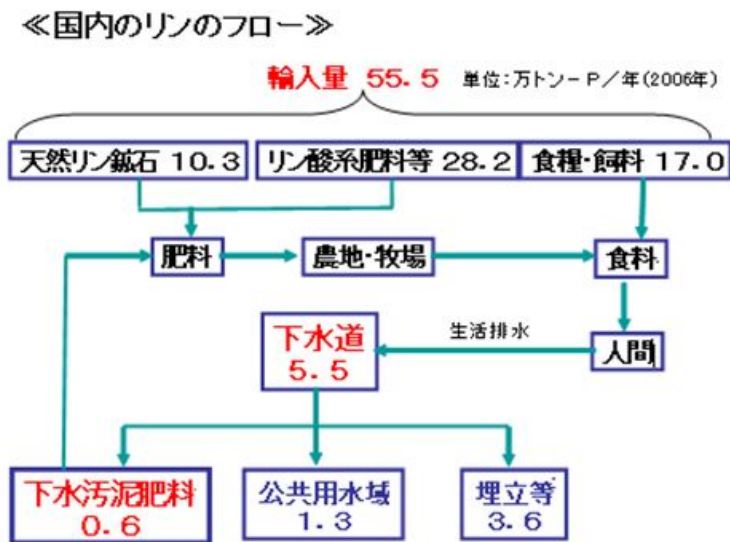 ≪国内のリンのフロー≫
輸入量 55.5 単位:万トン-P/年(2006年)
天然リン鉱石 10.3 リン酸系肥料等 28.2 食糧・飼料 17.0
肥料 農地・牧場 食料
下水道
5.5
生活排水
人間
下水汚泥肥料
0.6
公共用水域
1.3
埋立等
3.6